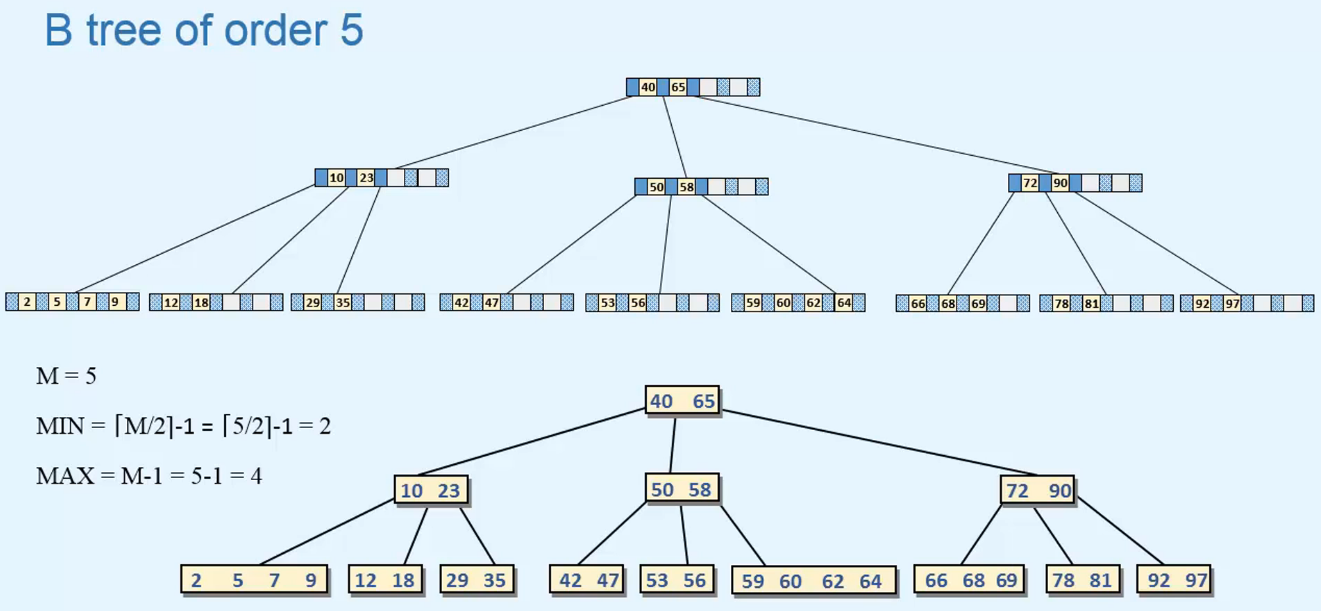 B tree of order 5
40 65
10 23
50 58
72 90
2 5 7 9
12 18
29 35
42 47
53 56
59 60 62 64
66 68 69
78 81
92 97
M = 5
MIN = ⌈M/2⌉-1 = ⌈5/2⌉-1 = 2
MAX = M-1 = 5-1 = 4
40 65
10 23
50 58
72 90
2 5 7 9
12 18
29 35
42 47
53 56
59 60 62 64
66 68 69
78 81
92 97